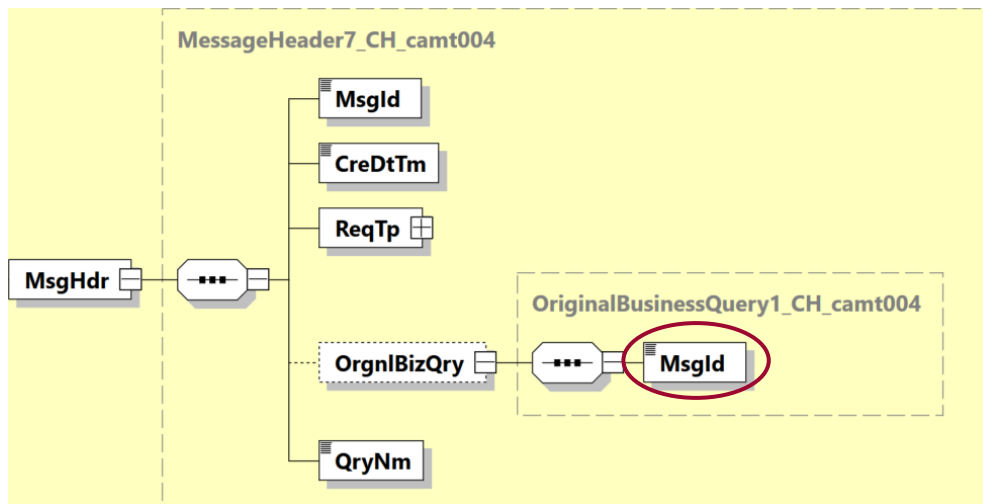 MessageHeader7_CH_camt004
MsgId
CreDtTm
ReqTp
MsgHdr
OriginalBusinessQuery1_CH_camt004
OrgnlBizQry
MsgId
QryNm